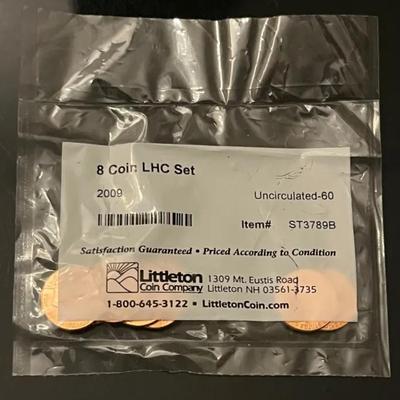 8 Coin LHC Set
2009 Uncirculated-60
Item# ST3789B
Satisfaction Guaranteed • Priced According to Condition
Littleton
Coin Company
1309 Mt. Eustis Road
Littleton NH 03561-3735
1-800-645-3122 • LittletonCoin.com